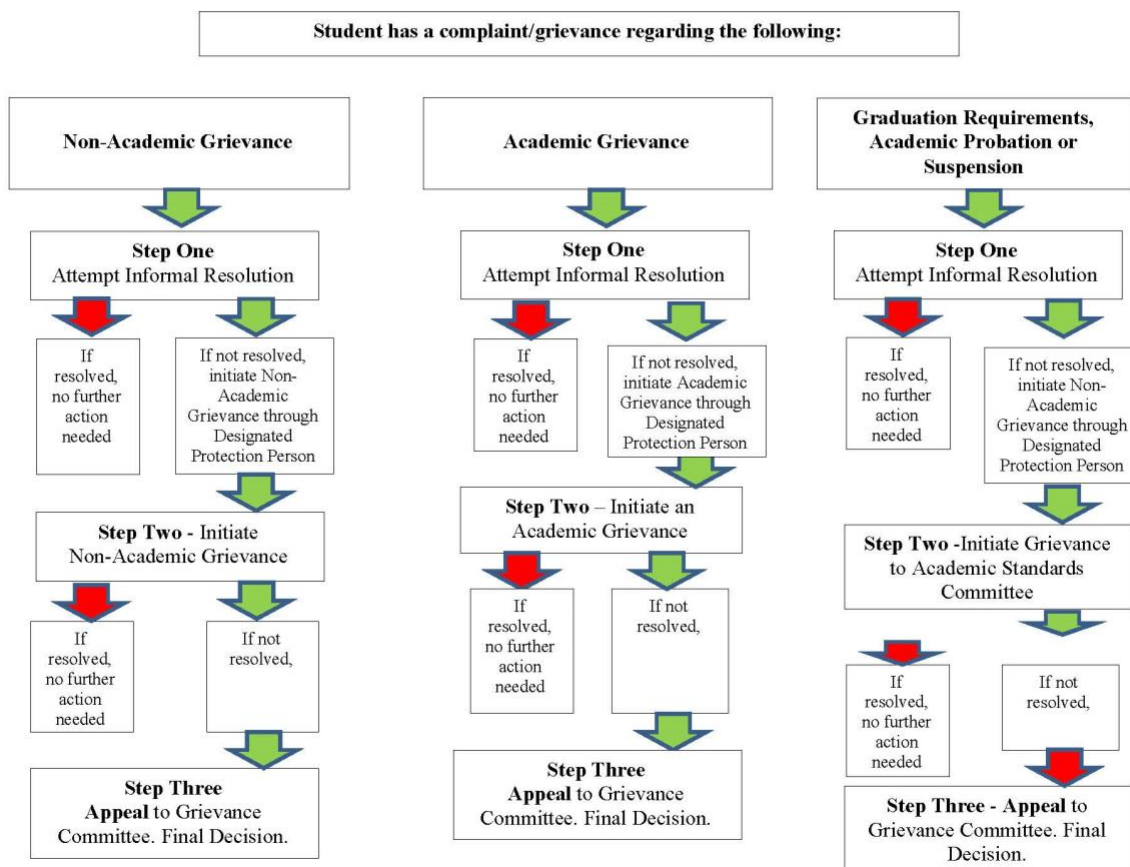 Student has a complaint/grievance regarding the following:
Non-Academic Grievance
Step One
Attempt Informal Resolution
If
resolved,
no further
action
needed
If not resolved,
initiate Non-
Academic
Grievance through
Designated
Protection Person
Step Two - Initiate
Non-Academic Grievance
If
resolved,
no further
action
needed
If not
resolved,
Step Three
Appeal to Grievance
Committee. Final Decision.
Academic Grievance
Step One
Attempt Informal Resolution
If
resolved,
no further
action
needed
If not resolved,
initiate Academic
Grievance through
Designated
Protection Person
Step Two – Initiate an
Academic Grievance
If
resolved,
no further
action
needed
If not
resolved,
Step Three
Appeal to Grievance
Committee. Final Decision.
Graduation Requirements,
Academic Probation or
Suspension
Step One
Attempt Informal Resolution
If
resolved,
no further
action
needed
If not resolved,
initiate Non-
Academic
Grievance through
Designated
Protection Person
Step Two -Initiate Grievance
to Academic Standards
Committee
If
resolved,
no further
action
needed
If not
resolved,
Step Three - Appeal to
Grievance Committee. Final
Decision.